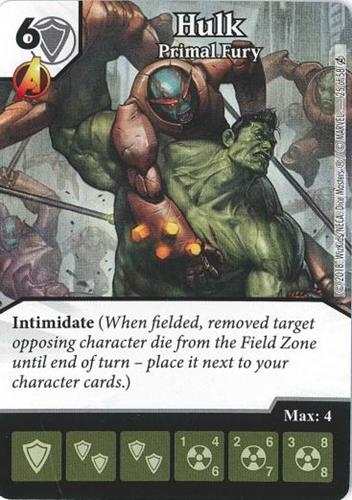 6
Hulk
Primal Fury
Intimidate (When fielded, removed target
opposing character die from the Field Zone
until end of turn – place it next to your
character cards.)
Max: 4
1 4 6
2 6 7
3 8 8